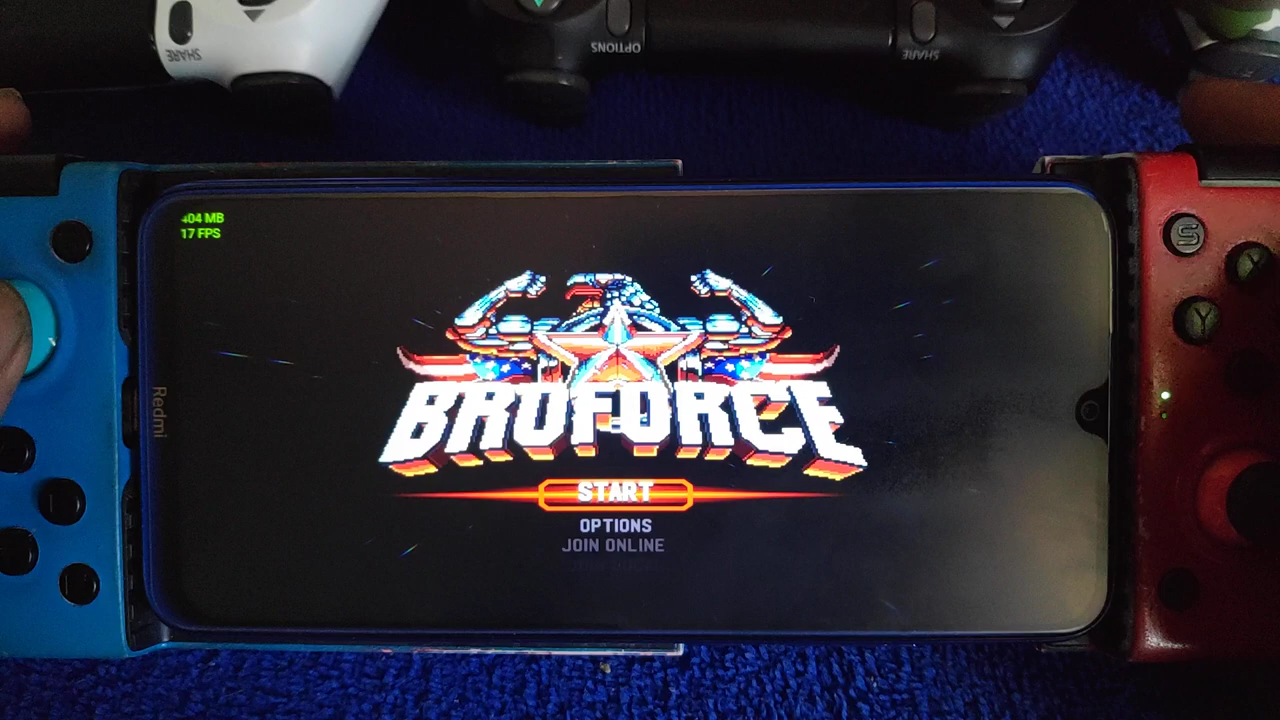 SHARE
OPTIONS
SHARE
404 MB
17 FPS
BROFORCE
START
OPTIONS
JOIN ONLINE
Redmi
S
Y
Y